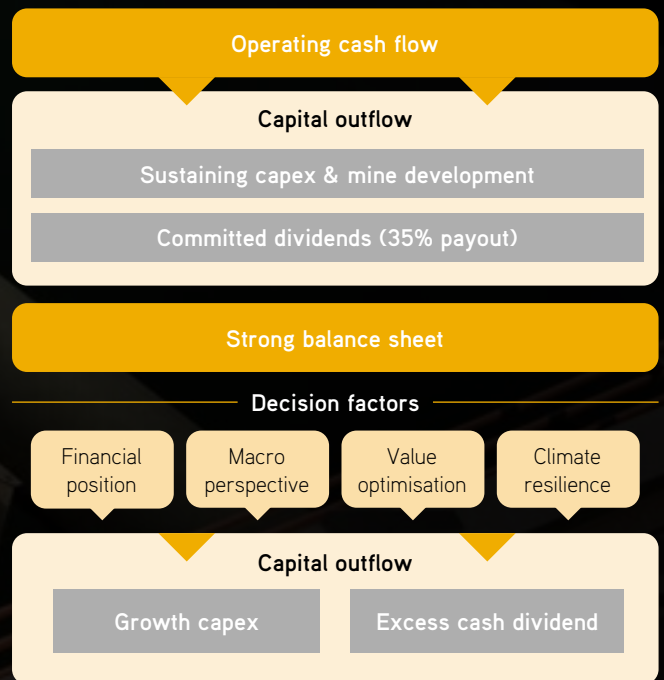 Operating cash flow
Capital outflow
Sustaining capex & mine development
Committed dividends (35% payout)
Strong balance sheet
Decision factors
Financial
position
Macro
perspective
Value
optimisation
Climate
resilience
Capital outflow
Growth capex
Excess cash dividend